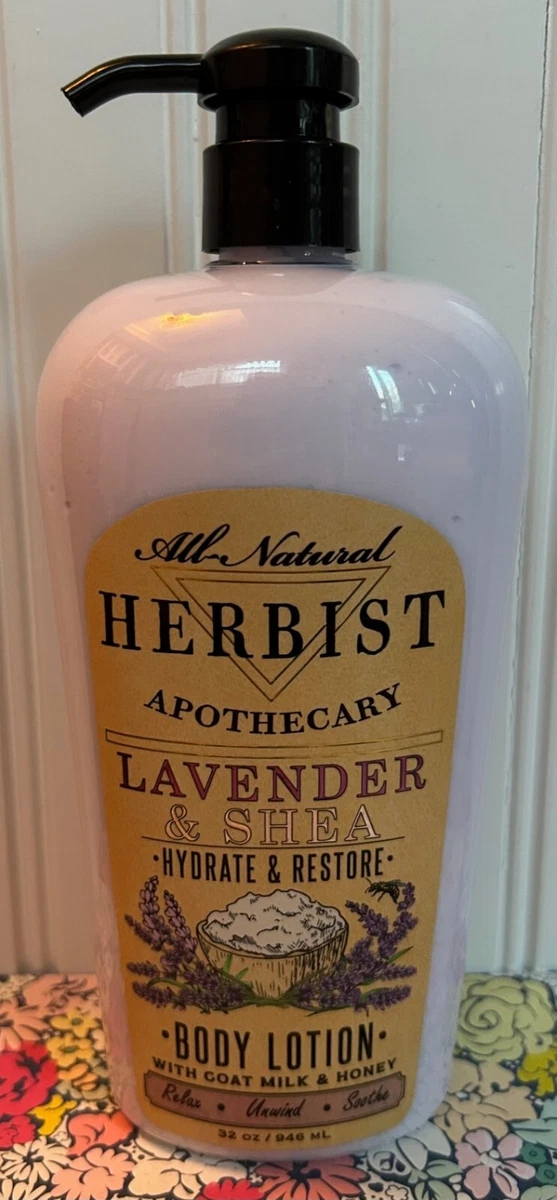 All-Natural
HERBIST
APOTHECARY
LAVENDER
& SHEA
•HYDRATE & RESTORE•
•BODY LOTION•
WITH GOAT MILK & HONEY
Relax • Unwind • Soothe
32 OZ / 946 ML